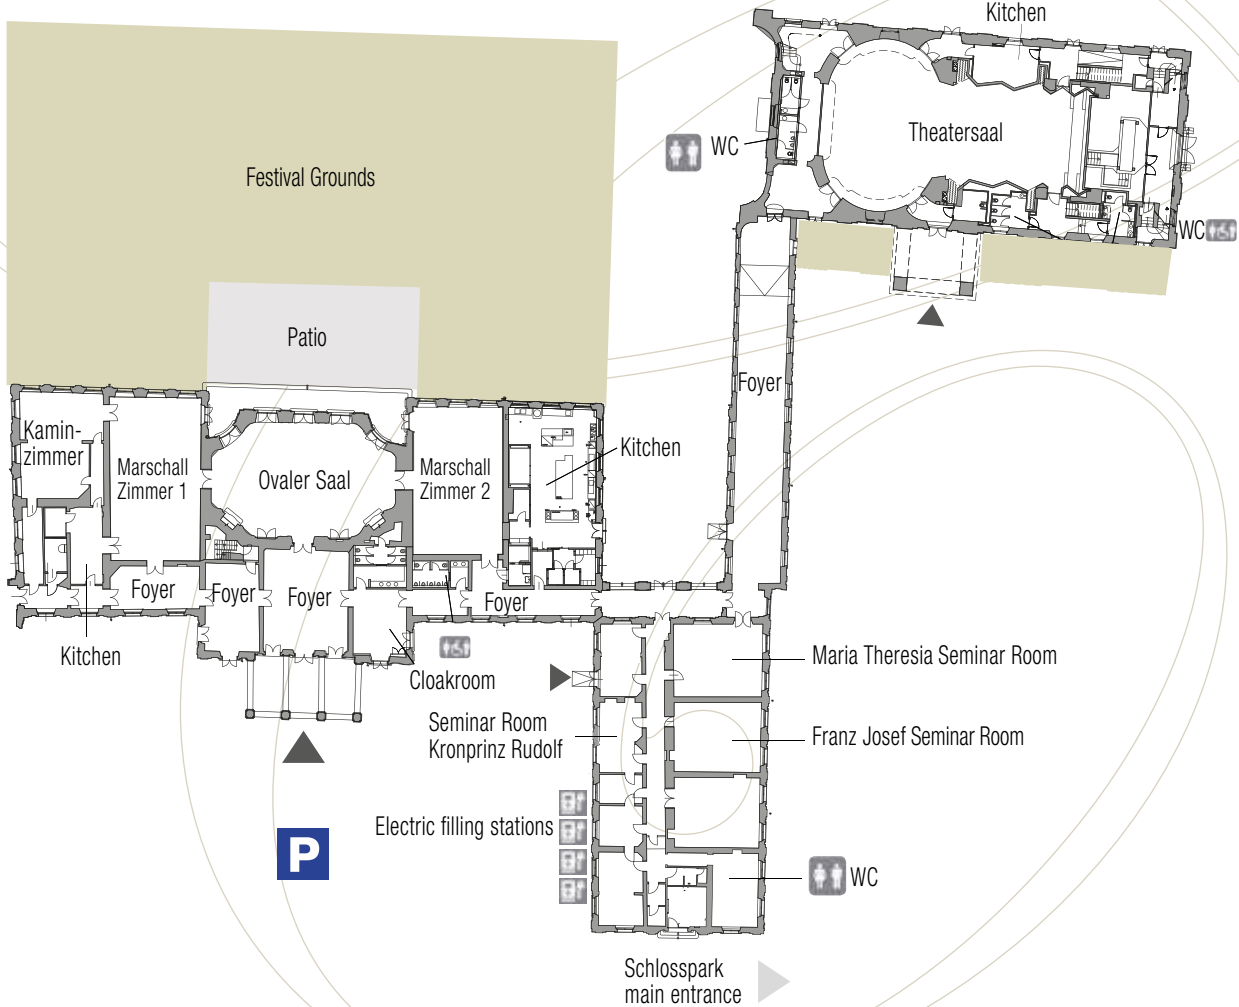 Kitchen
Theatersaal
WC
Festival Grounds
WC
Patio
Foyer
Kamin-
zimmer
Marschall
Zimmer 1
Ovaler Saal
Marschall
Zimmer 2
Kitchen
Foyer
Foyer
Foyer
Foyer
Kitchen
Cloakroom
Maria Theresia Seminar Room
Seminar Room
Kronprinz Rudolf
Franz Josef Seminar Room
Electric filling stations
P
WC
Schlosspark
main entrance